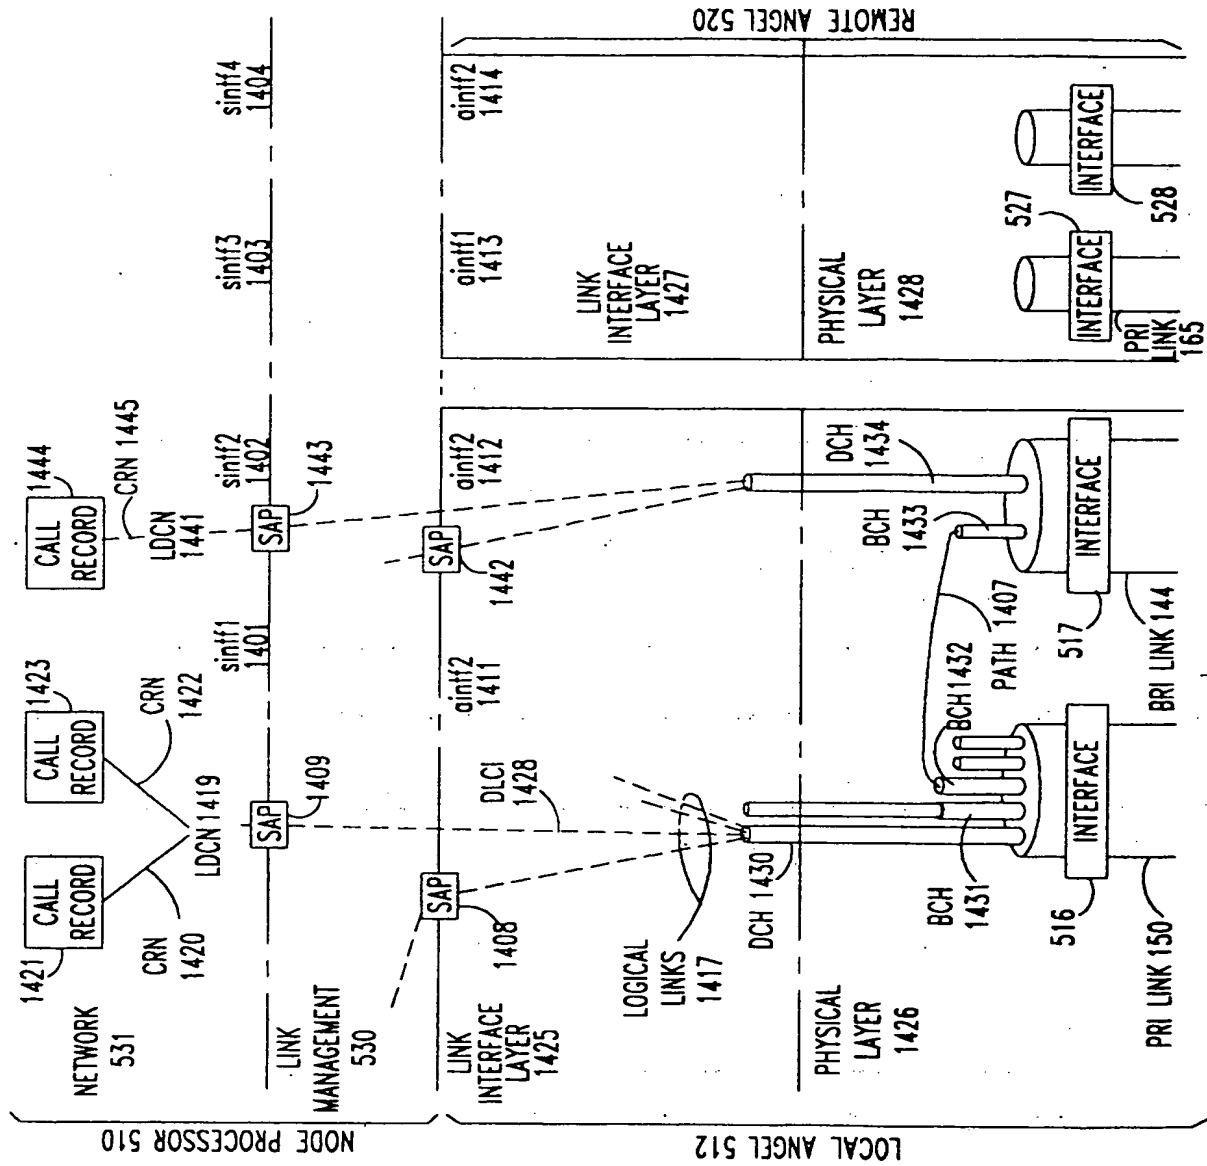 NODE PROCESSOR 510
NETWORK
531
1421
CALL
RECORD
CRN
1420
CALL
RECORD
1423
CRN
1422
LDCN 1419
CALL
RECORD
1444
CRN 1445
LDCN
1441
sintf1
1401
sintf2
1402
sintf3
1403
sintf4
1404
LINK
MANAGEMENT
530
SAP
1409
SAP
1443
LOCAL ANGEL 512
LINK
INTERFACE
LAYER
1425
SAP
1408
DLCI
1428
aintf2
1411
SAP
1442
aintf2
1412
LOGICAL
LINKS
1417
DCH 1430
PHYSICAL
LAYER
1426
BCH
1431
BCH 1432
PATH 1407
BCH
1433
DCH
1434
516
INTERFACE
PRI LINK 150
517
INTERFACE
BRI LINK 144
REMOTE ANGEL 520
aintf1
1413
aintf2
1414
LINK
INTERFACE
LAYER
1427
PHYSICAL
LAYER
1428
527
INTERFACE
PRI
LINK
165
INTERFACE
528